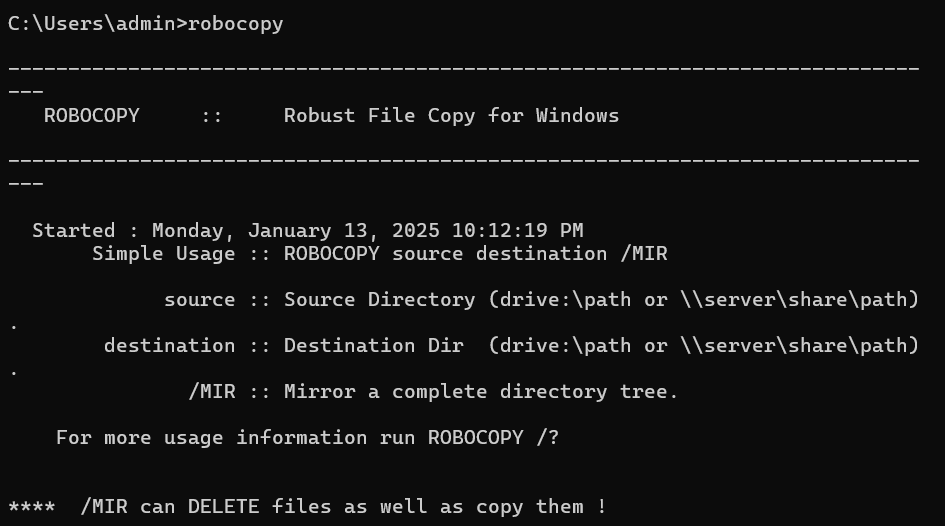 C:\Users\admin>robocopy
----------------------------------------------------------------------------
---
   ROBOCOPY     ::     Robust File Copy for Windows
----------------------------------------------------------------------------
---
  Started : Monday, January 13, 2025 10:12:19 PM
       Simple Usage :: ROBOCOPY source destination /MIR
             source :: Source Directory (drive:\path or \\server\share\path)
.
        destination :: Destination Dir  (drive:\path or \\server\share\path)
.
               /MIR :: Mirror a complete directory tree.
    For more usage information run ROBOCOPY /?
****  /MIR can DELETE files as well as copy them !